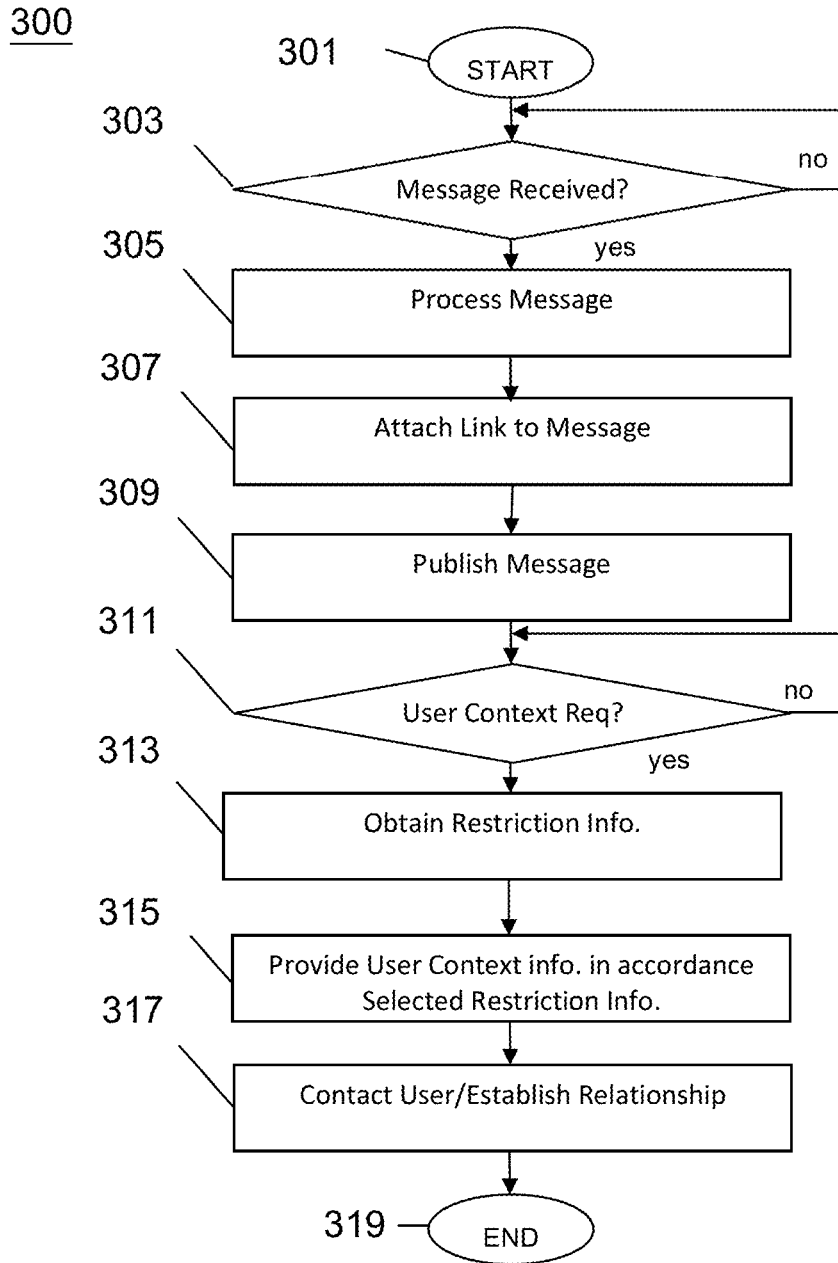 300
301
START
303
Message Received?
no
yes
305
Process Message
307
Attach Link to Message
309
Publish Message
311
User Context Req?
no
yes
313
Obtain Restriction Info.
315
Provide User Context info. in accordance
Selected Restriction Info.
317
Contact User/Establish Relationship
319
END